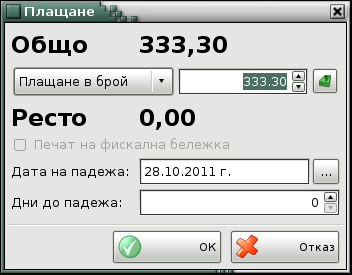 Плащане
Общо 333,30
Плащане в брой 333.30
Ресто 0,00
Печат на фискална бележка
Дата на падежа: 28.10.2011 г. ...
Дни до падежа: 0
OK Отказ